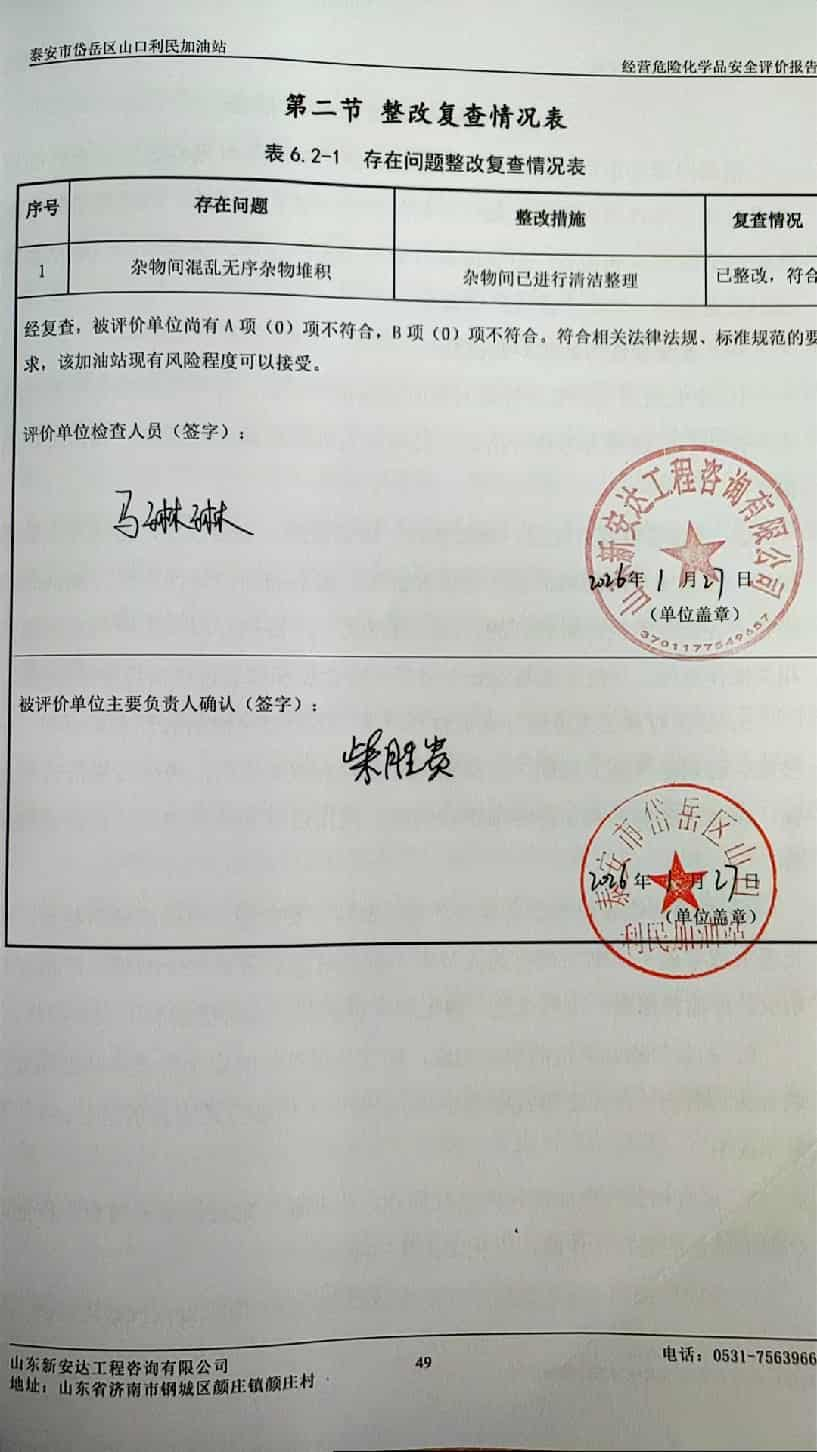 泰安市岱岳区山口利民加油站
经营危险化学品安全评价报告
第二节 整改复查情况表
表 6.2-1 存在问题整改复查情况表
序号 存在问题 整改措施 复查情况
1 杂物间混乱无序杂物堆积 杂物间已进行清洁整理 已整改，符合
经复查，被评价单位尚有 A 项（0）项不符合，B 项（0）项不符合。符合相关法律法规、标准规范的要
求，该加油站现有风险程度可以接受。
评价单位检查人员（签字）：
马琳琳
山东新安达工程咨询有限公司
2026年 1 月 27 日
（单位盖章）
3701177549657
被评价单位主要负责人确认（签字）：
柴胜贵
泰安市岱岳区山口
2026年 1 月 27 日
（单位盖章）
利民加油站
山东新安达工程咨询有限公司
49
电话：0531-7563966
地址：山东省济南市钢城区颜庄镇颜庄村